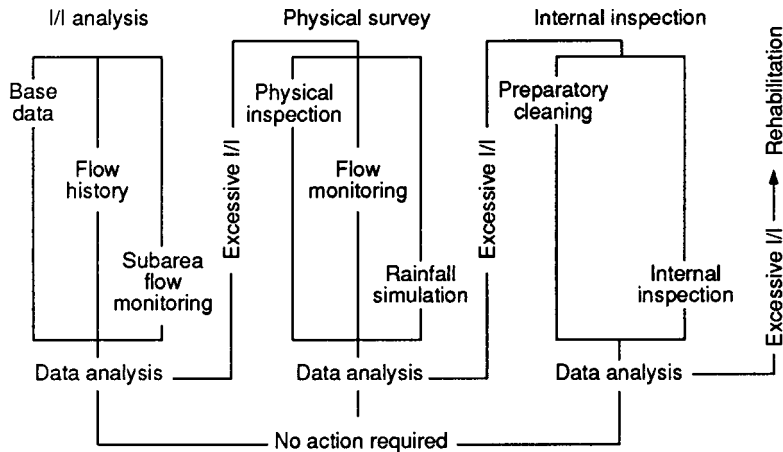 I/I analysis
Physical survey
Internal inspection
Base
data
Flow
history
Subarea
flow
monitoring
Data analysis
Excessive I/I
Physical
inspection
Flow
monitoring
Rainfall
simulation
Data analysis
Excessive I/I
Preparatory
cleaning
Internal
inspection
Data analysis
Excessive I/I
Rehabilitation
No action required